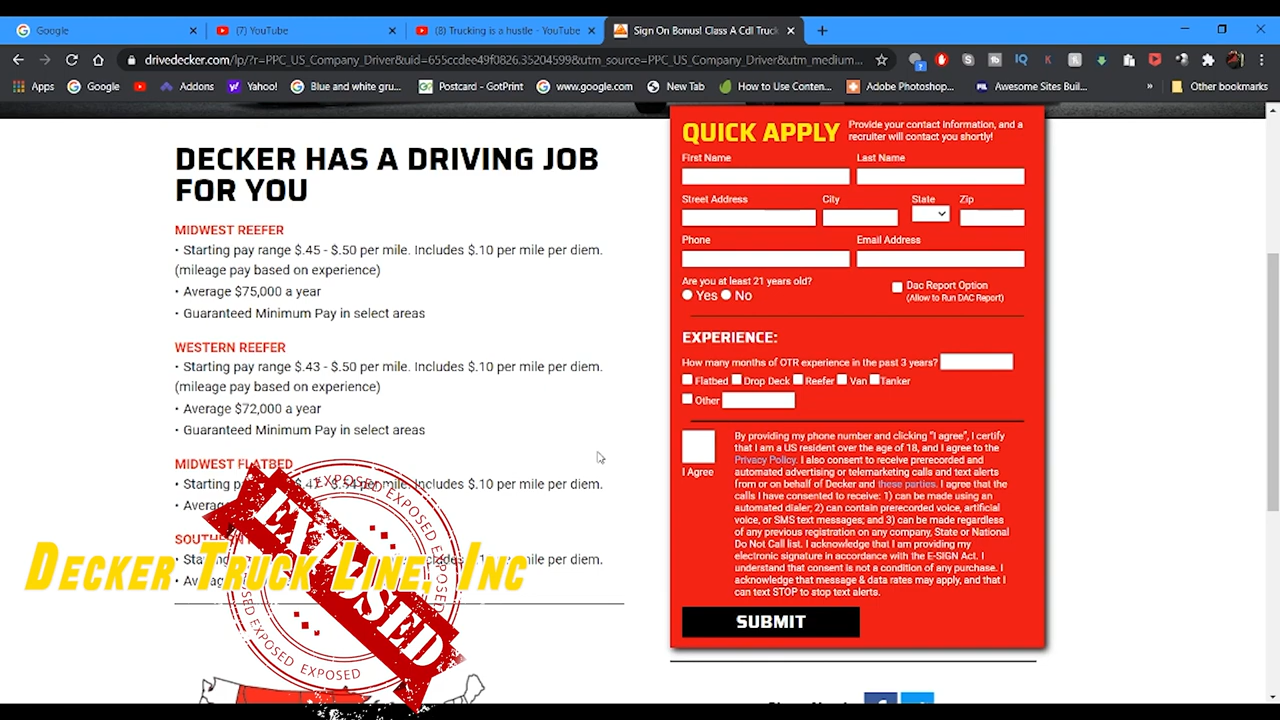 Google
(7) YouTube
(8) Trucking is a hustle - YouTube
Sign On Bonus! Class A Cdl Truck
drivedecker.com/lp/?r=PPC_US_Company_Driver&uid=655ccdee49f0826.35204599&utm_source=PPC_US_Company_Driver&utm_medium...
Apps
Google
Addons
Yahoo!
Blue and white gru...
Postcard - GotPrint
www.google.com
New Tab
How to Use Conten...
Adobe Photoshop...
Awesome Sites Buil...
»
Other bookmarks
DECKER HAS A DRIVING JOB
FOR YOU
MIDWEST REEFER
• Starting pay range $.45 - $.50 per mile. Includes $.10 per mile per diem.
(mileage pay based on experience)
• Average $75,000 a year
• Guaranteed Minimum Pay in select areas
WESTERN REEFER
• Starting pay range $.43 - $.50 per mile. Includes $.10 per mile per diem.
(mileage pay based on experience)
• Average $72,000 a year
• Guaranteed Minimum Pay in select areas
MIDWEST FLATBED
per mile. Includes $.10 per mile per diem.
per mile per diem.
EXPOSED EXPOSED EXPOSED
EXPOSED
EXPOSED EXPOSED EXPOSED
DECKER TRUCK LINE, INC
QUICK APPLY
Provide your contact information, and a
recruiter will contact you shortly!
First Name Last Name
Street Address City State Zip
Phone Email Address
Are you at least 21 years old?
Yes No
Dac Report Option
(Allow to Run DAC Report)
EXPERIENCE:
How many months of OTR experience in the past 3 years?
Flatbed Drop Deck Reefer Van Tanker
Other
I Agree
By providing my phone number and clicking "I agree", I certify
that I am a US resident over the age of 18, and I agree to the
Privacy Policy. I also consent to receive prerecorded and
automated advertising or telemarketing calls and text alerts
from or on behalf of Decker and these parties. I agree that the
calls I have consented to receive: 1) can be made using an
automated dialer; 2) can contain prerecorded voice, artificial
voice, or SMS text messages; and 3) can be made regardless
of any previous registration on any company, State or National
Do Not Call list. I acknowledge that I am providing my
electronic signature in accordance with the E-SIGN Act. I
understand that consent is not a condition of any purchase. I
acknowledge that message & data rates may apply, and that I
can text STOP to stop text alerts.
SUBMIT